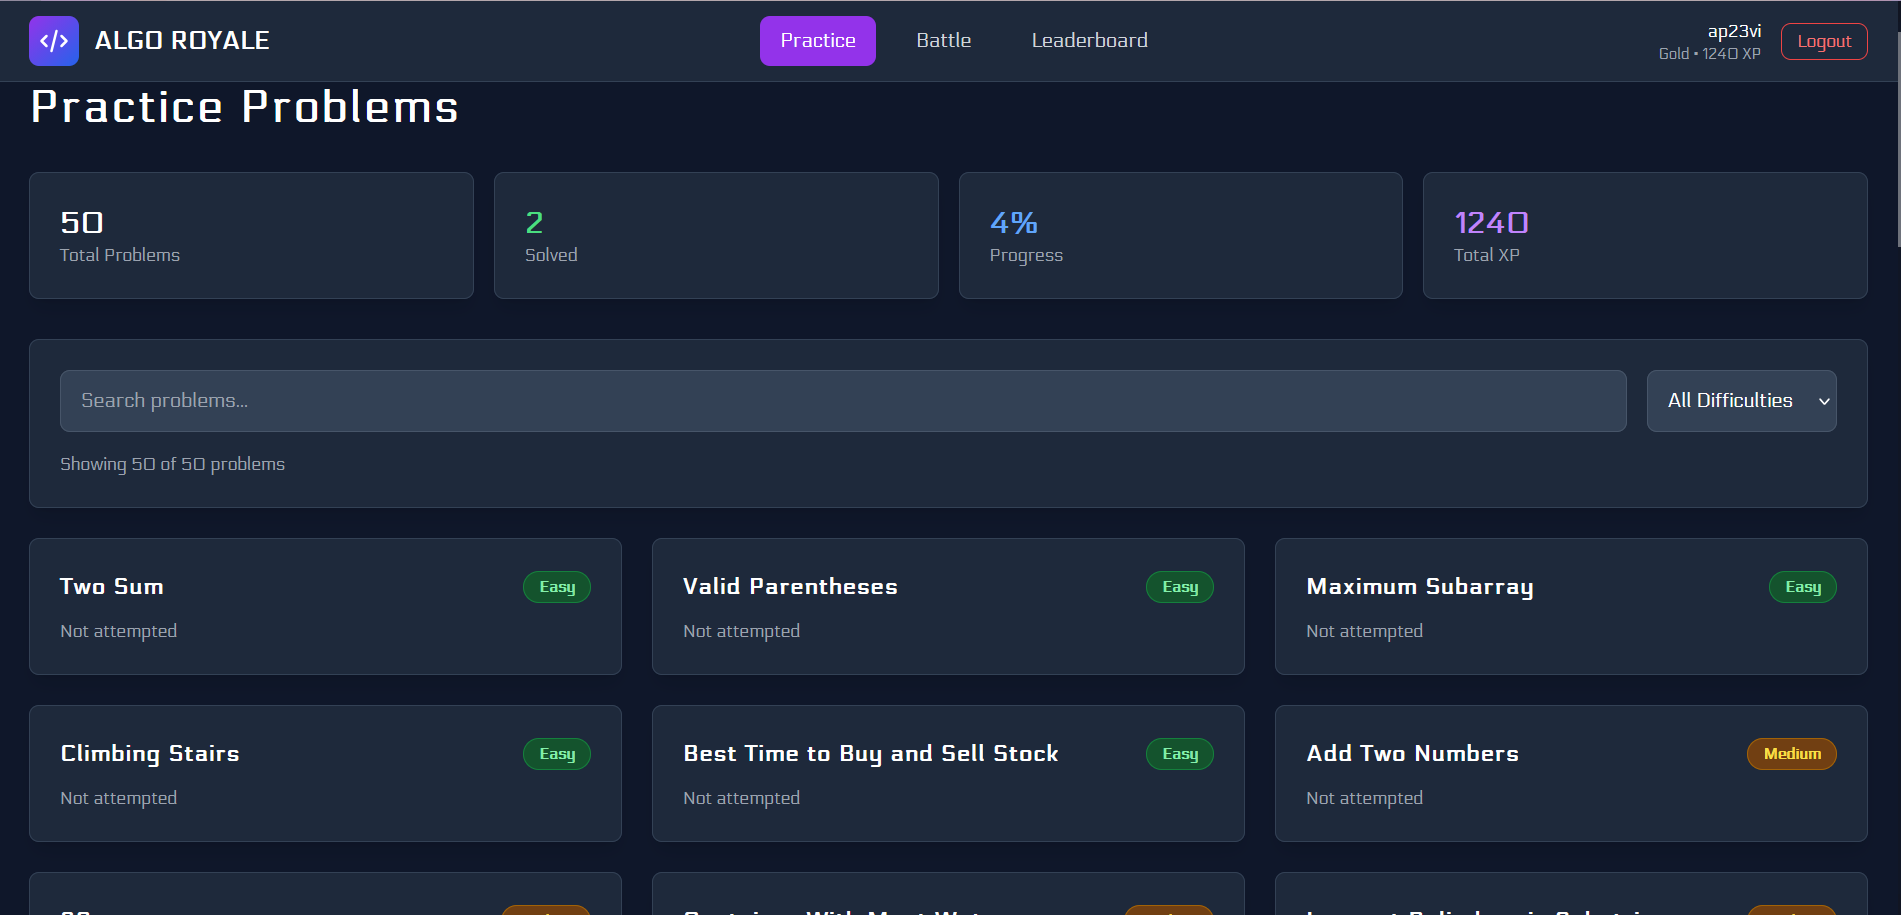 </> ALGO ROYALE
Practice Battle Leaderboard
ap23vi
Gold • 1240 XP
Logout
Practice Problems
50
Total Problems
2
Solved
4%
Progress
1240
Total XP
Search problems...
All Difficulties
Showing 50 of 50 problems
Two Sum Easy
Not attempted
Valid Parentheses Easy
Not attempted
Maximum Subarray Easy
Not attempted
Climbing Stairs Easy
Not attempted
Best Time to Buy and Sell Stock Easy
Not attempted
Add Two Numbers Medium
Not attempted